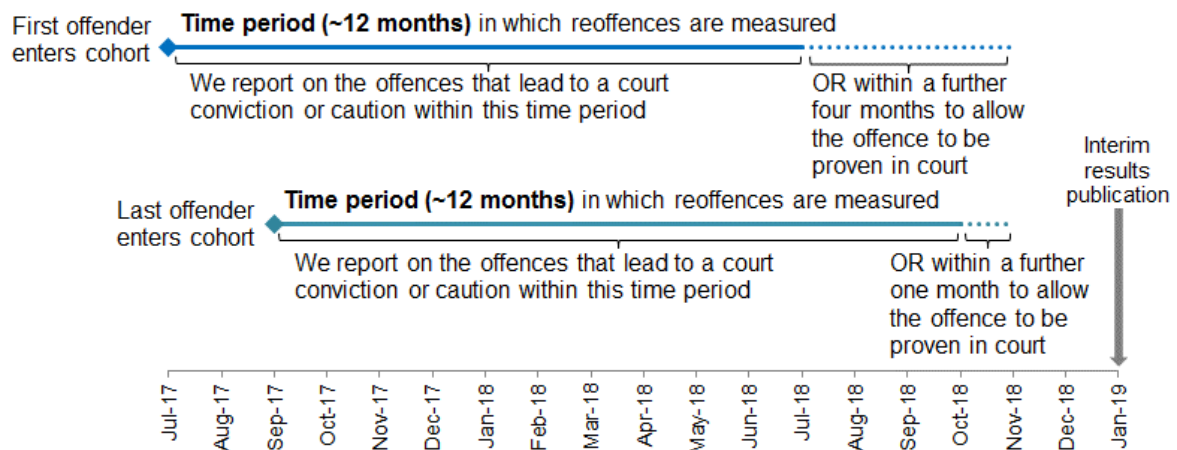 First offender
enters cohort
Time period (~12 months) in which reoffences are measured
We report on the offences that lead to a court
conviction or caution within this time period
OR within a further
four months to allow
the offence to be
proven in court
Interim
results
publication
Last offender
enters cohort
Time period (~12 months) in which reoffences are measured
We report on the offences that lead to a court
conviction or caution within this time period
OR within a further
one month to allow
the offence to be
proven in court
Jul-17
Aug-17
Sep-17
Oct-17
Nov-17
Dec-17
Jan-18
Feb-18
Mar-18
Apr-18
May-18
Jun-18
Jul-18
Aug-18
Sep-18
Oct-18
Nov-18
Dec-18
Jan-19